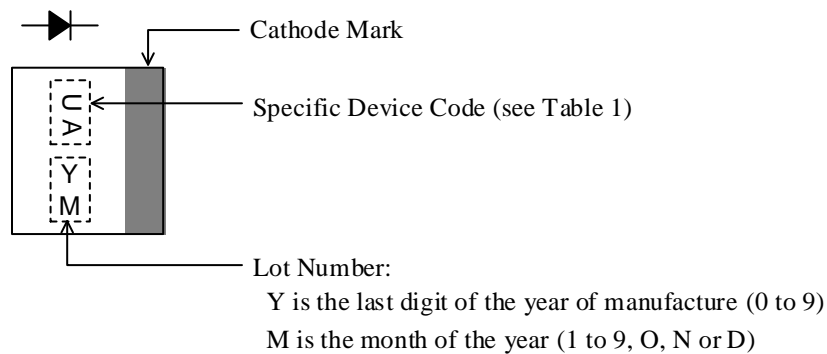 Cathode Mark
U
A
Specific Device Code (see Table 1)
Y
M
Lot Number:
Y is the last digit of the year of manufacture (0 to 9)
M is the month of the year (1 to 9, O, N or D)